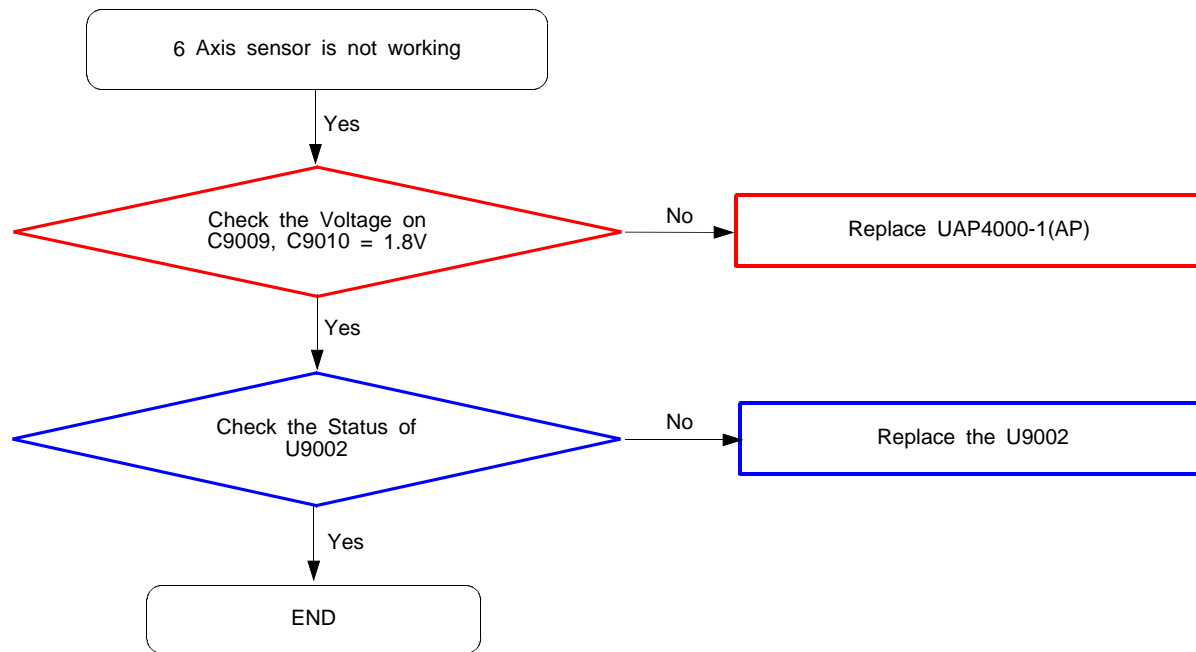 6 Axis sensor is not working
Yes
Check the Voltage on
C9009, C9010 = 1.8V
No
Replace UAP4000-1(AP)
Yes
Check the Status of
U9002
No
Replace the U9002
Yes
END